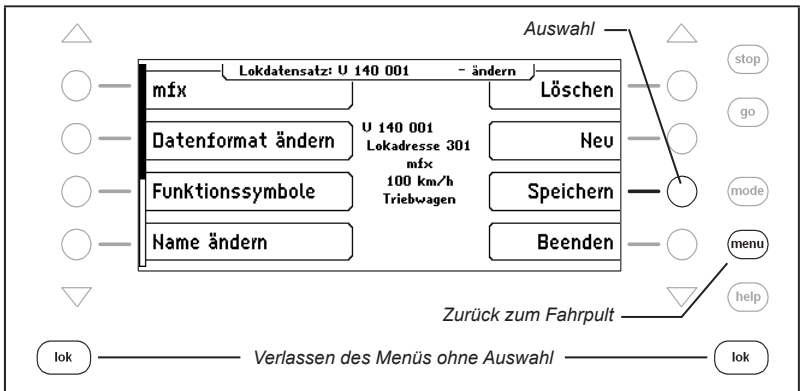 Auswahl
stop
Lokdatensatz: V 140 001 - ändern
mfx
Löschen
go
Datenformat ändern
Neu
V 140 001
Lokadresse 301
mfx
100 km/h
Triebwagen
Funktionssymbole
Speichern
mode
Name ändern
Beenden
menu
help
Zurück zum Fahrpult
lok
Verlassen des Menüs ohne Auswahl
lok